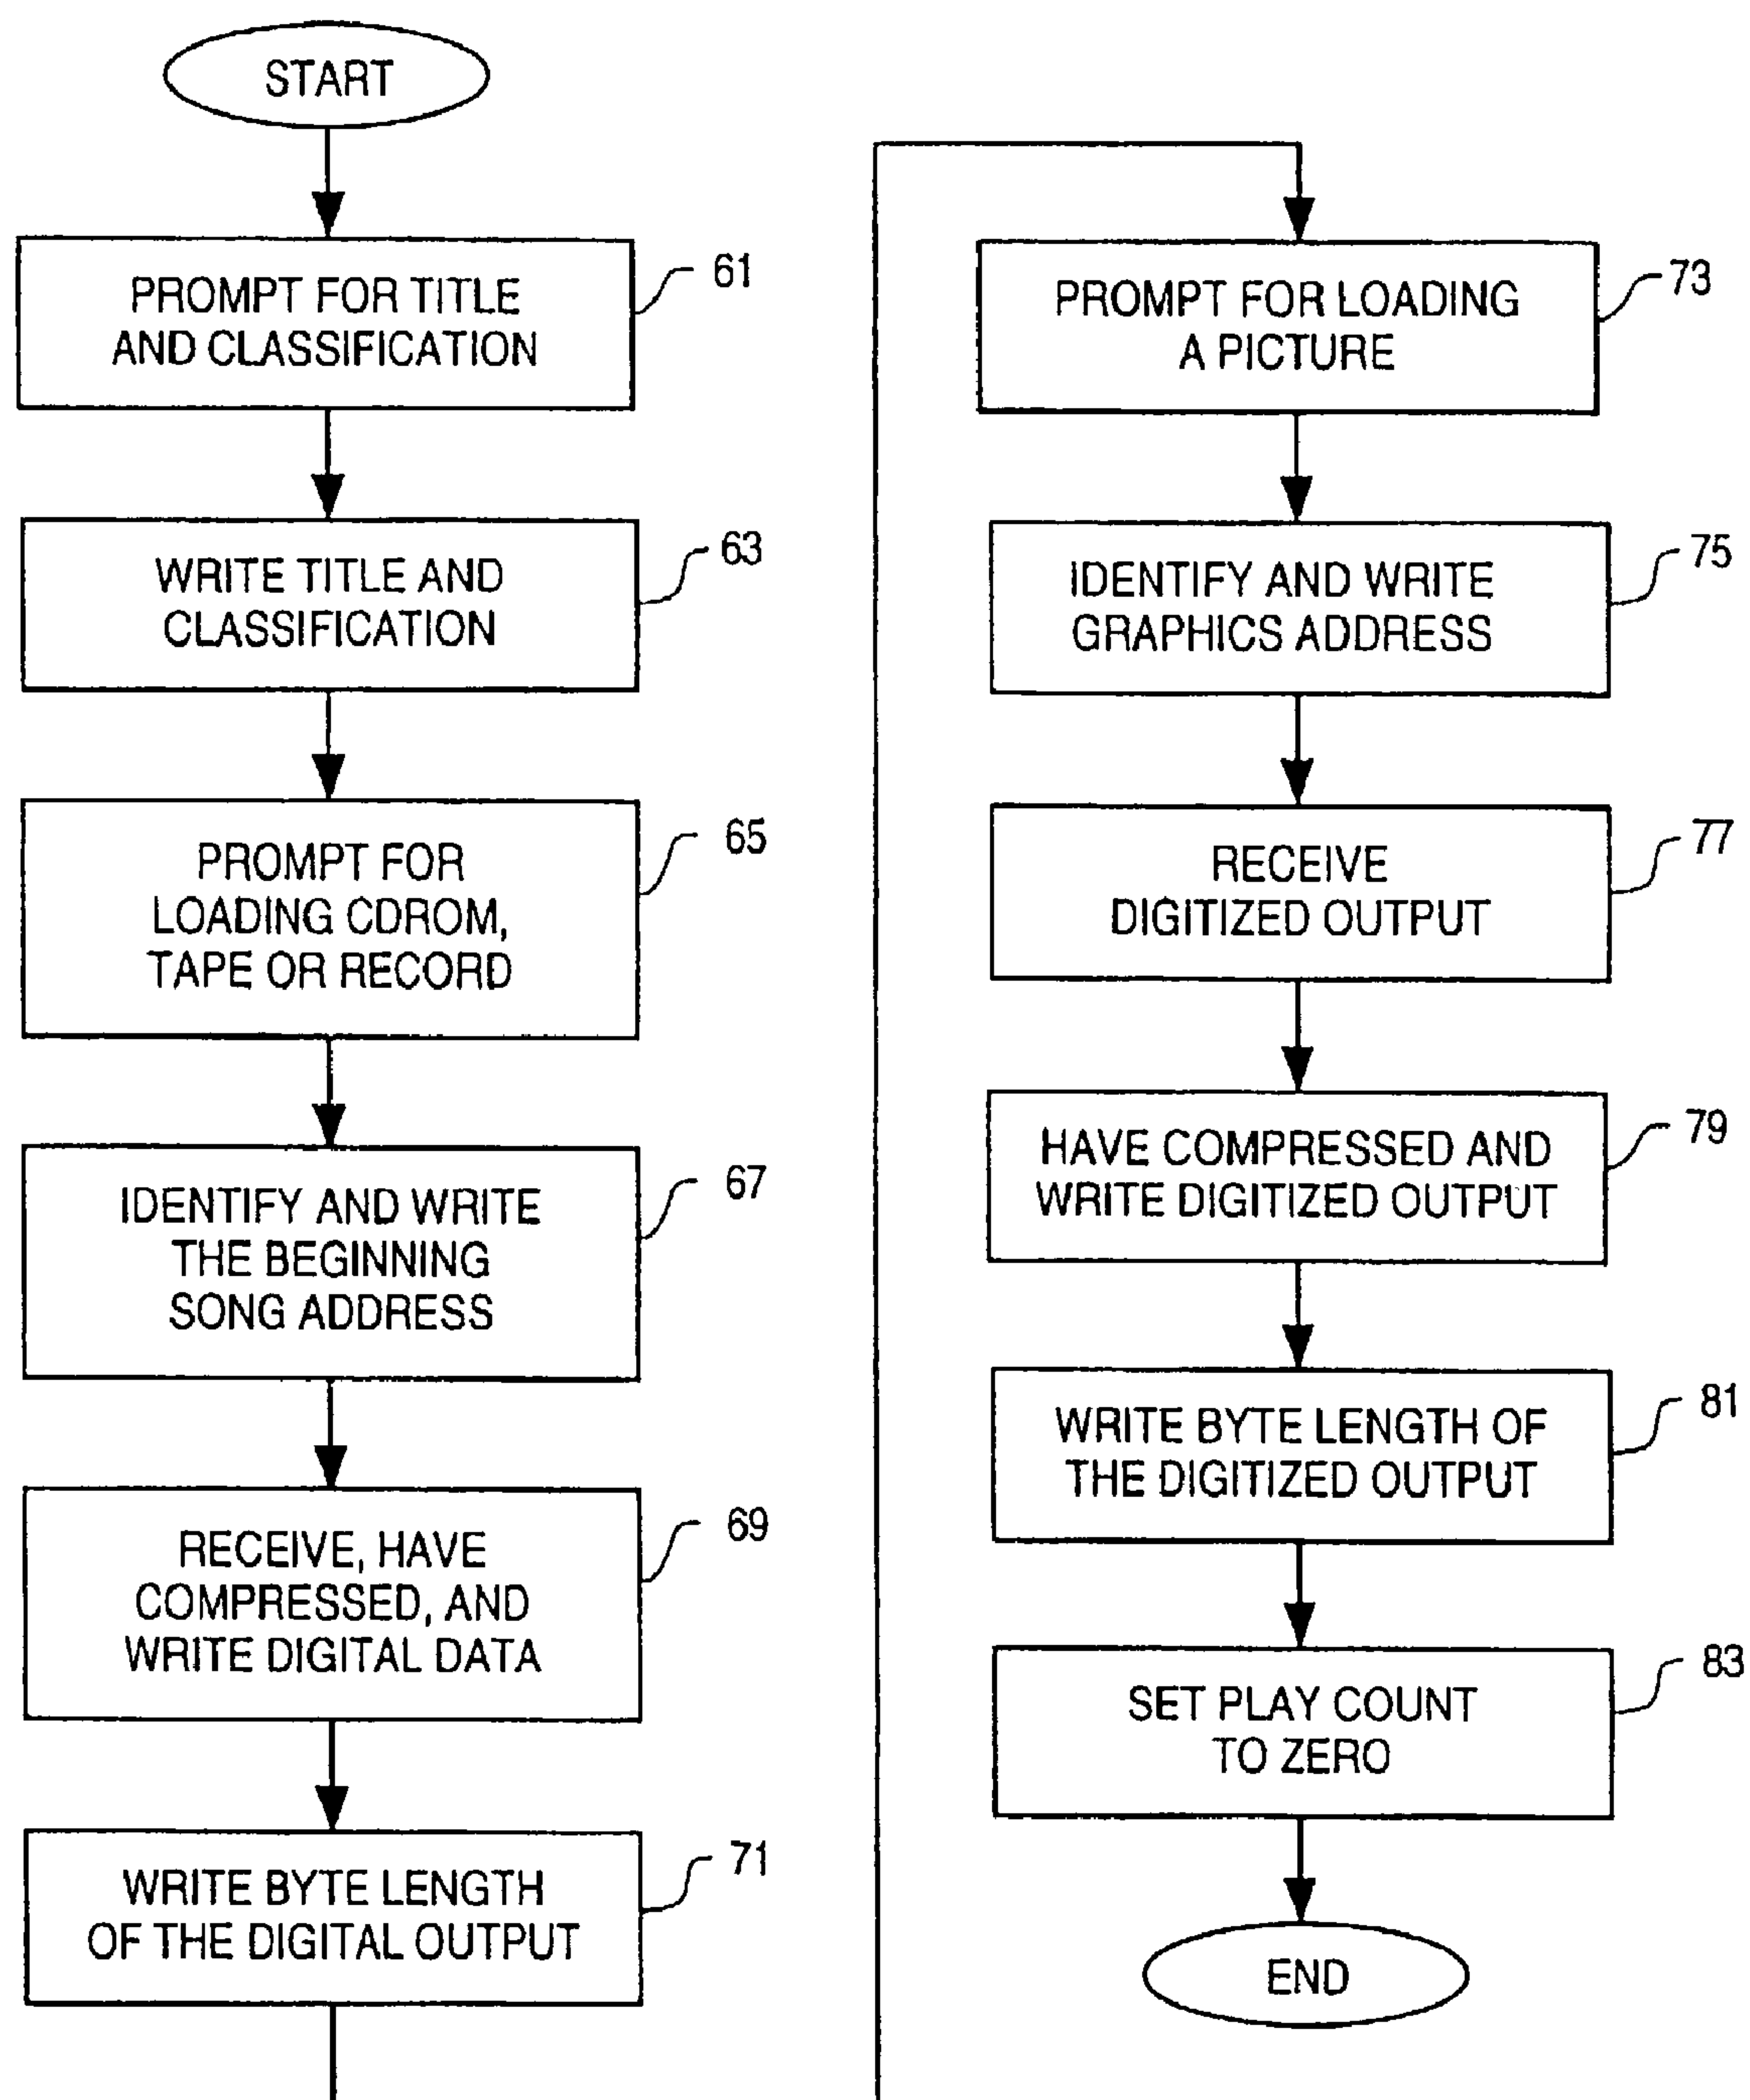 START
PROMPT FOR TITLE
AND CLASSIFICATION
61
WRITE TITLE AND
CLASSIFICATION
63
PROMPT FOR
LOADING CDROM,
TAPE OR RECORD
65
IDENTIFY AND WRITE
THE BEGINNING
SONG ADDRESS
67
RECEIVE, HAVE
COMPRESSED, AND
WRITE DIGITAL DATA
69
WRITE BYTE LENGTH
OF THE DIGITAL OUTPUT
71
PROMPT FOR LOADING
A PICTURE
73
IDENTIFY AND WRITE
GRAPHICS ADDRESS
75
RECEIVE
DIGITIZED OUTPUT
77
HAVE COMPRESSED AND
WRITE DIGITIZED OUTPUT
79
WRITE BYTE LENGTH OF
THE DIGITIZED OUTPUT
81
SET PLAY COUNT
TO ZERO
83
END